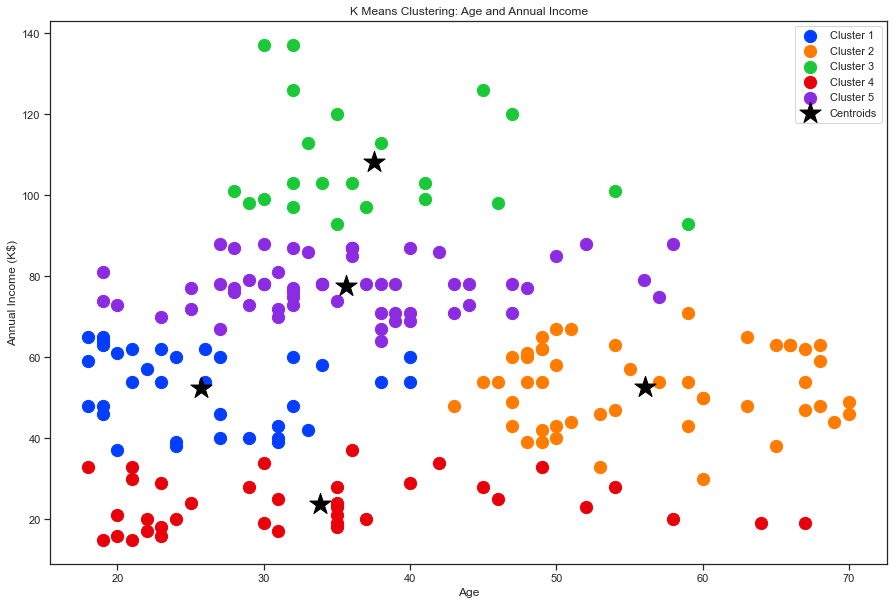 K Means Clustering: Age and Annual Income
Cluster 1
Cluster 2
Cluster 3
Cluster 4
Cluster 5
Centroids
Annual Income (K$)
140
120
100
80
60
40
20
20 30 40 50 60 70
Age